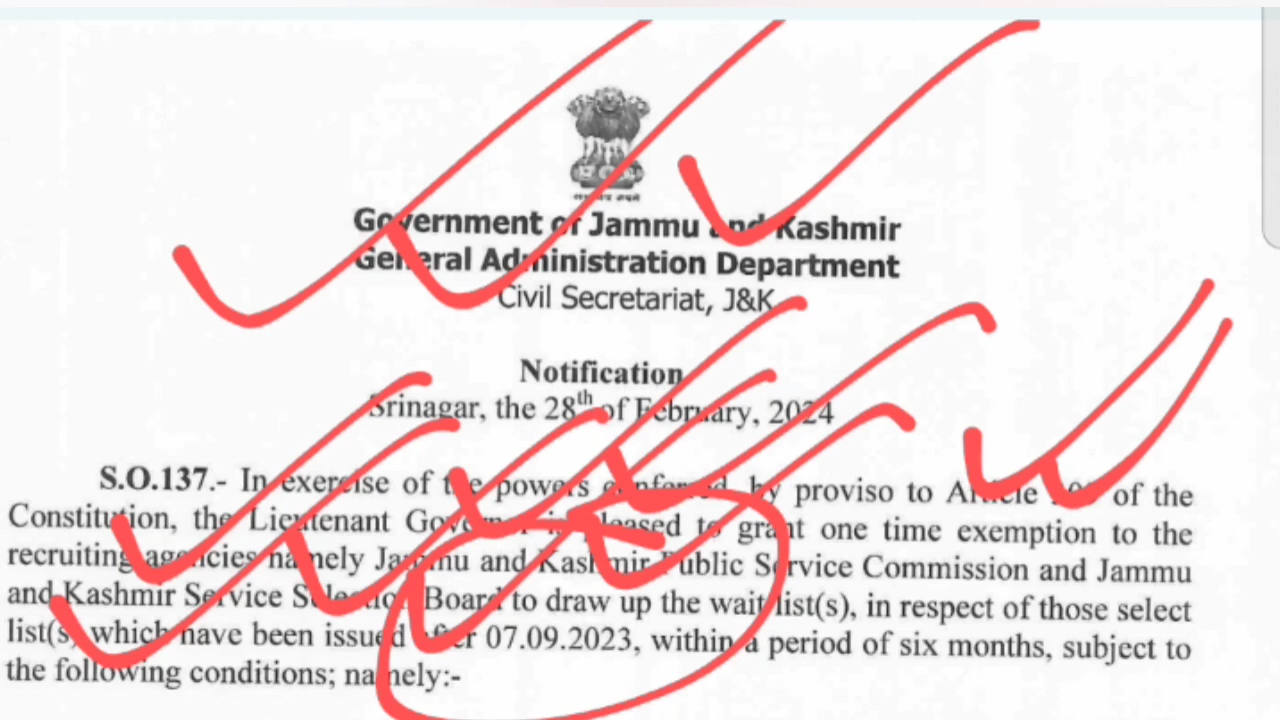 Government of Jammu and Kashmir
General Administration Department
Civil Secretariat, J&K
Notification
Srinagar, the 28th of February, 2024
S.O.137.- In exercise of the powers conferred by proviso to Article of the
Constitution, the Lieutenant Governor is pleased to grant one time exemption to the
recruiting agencies namely Jammu and Kashmir Public Service Commission and Jammu
and Kashmir Service Selection Board to draw up the wait list(s), in respect of those select
list(s) which have been issued after 07.09.2023, within a period of six months, subject to
the following conditions; namely:-